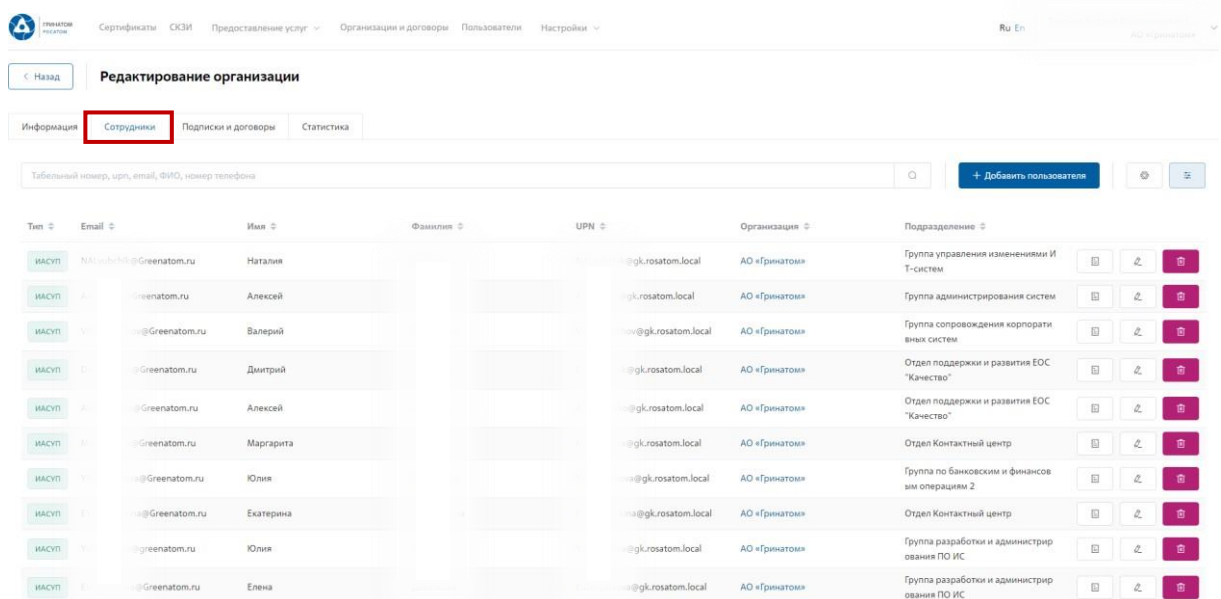 ГРИНАТОМ
РОСАТОМ
Сертификаты СКЗИ Предоставление услуг Организации и договоры Пользователи Настройки Ru En
АО «Гринатом»
Назад Редактирование организации
Информация Сотрудники Подписки и договоры Статистика
Табельный номер, upn, email, ФИО, номер телефона + Добавить пользователя
Тип Email Имя Фамилия UPN Организация Подразделение
ИАСУП @Greenatom.ru Наталия @gk.rosatom.local АО «Гринатом» Группа управления изменениями И
Т-систем
ИАСУП Greenatom.ru Алексей @gk.rosatom.local АО «Гринатом» Группа администрирования систем
ИАСУП @Greenatom.ru Валерий @gk.rosatom.local АО «Гринатом» Группа сопровождения корпорати
вных систем
ИАСУП @Greenatom.ru Дмитрий @gk.rosatom.local АО «Гринатом» Отдел поддержки и развития ЕОС
"Качество"
ИАСУП @Greenatom.ru Алексей @gk.rosatom.local АО «Гринатом» Отдел поддержки и развития ЕОС
"Качество"
ИАСУП @Greenatom.ru Маргарита @gk.rosatom.local АО «Гринатом» Отдел Контактный центр
ИАСУП @Greenatom.ru Юлия @gk.rosatom.local АО «Гринатом» Группа по банковским и финансов
ым операциям 2
ИАСУП @Greenatom.ru Екатерина @gk.rosatom.local АО «Гринатом» Отдел Контактный центр
ИАСУП @greenatom.ru Юлия @gk.rosatom.local АО «Гринатом» Группа разработки и администрир
ования ПО ИС
ИАСУП @Greenatom.ru Елена @gk.rosatom.local АО «Гринатом» Группа разработки и администрир
ования ПО ИС